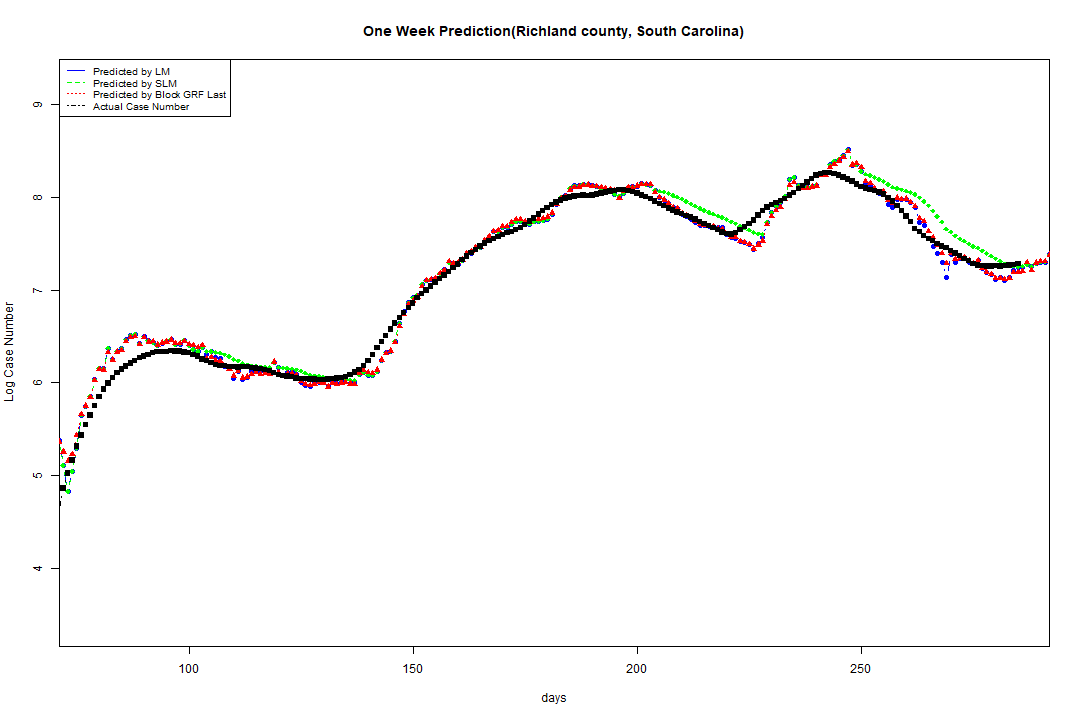 One Week Prediction(Richland county, South Carolina)
Predicted by LM
Predicted by SLM
Predicted by Block GRF Last
Actual Case Number
9
8
7
6
5
4
Log Case Number
100 150 200 250
days